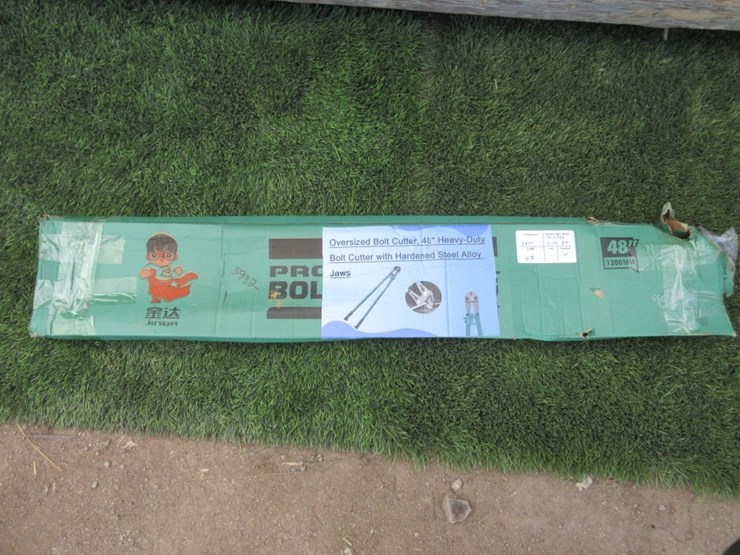 金达
JINDA
5932
PRO
BOL
Oversized Bolt Cutter, 48" Heavy-Duty
Bolt Cutter with Hardened Steel Alloy
Jaws
48"
1200MM